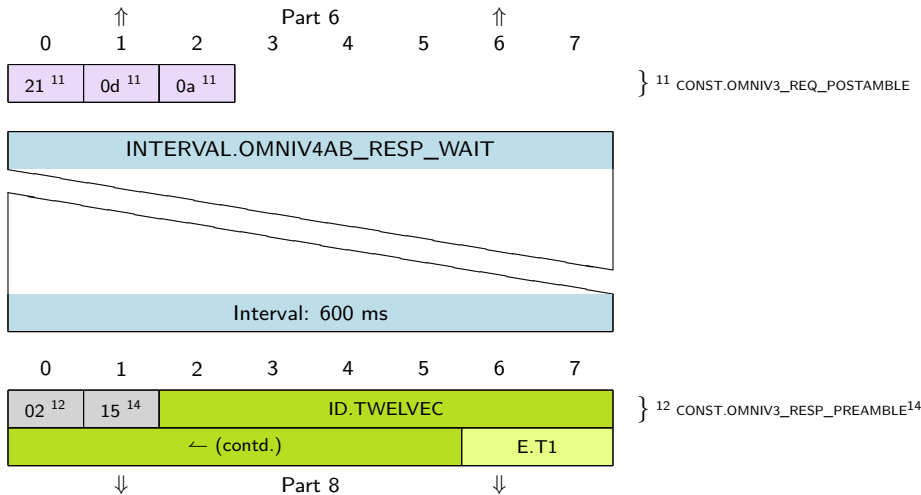 ⇑ Part 6 ⇑
0 1 2 3 4 5 6 7
21 11 0d 11 0a 11 } 11 CONST.OMNIV3_REQ_POSTAMBLE
INTERVAL.OMNIV4AB_RESP_WAIT
Interval: 600 ms
0 1 2 3 4 5 6 7
02 12 15 14 ID.TWELVEC } 12 CONST.OMNIV3_RESP_PREAMBLE14
↼ (contd.) E.T1
⇓ Part 8 ⇓